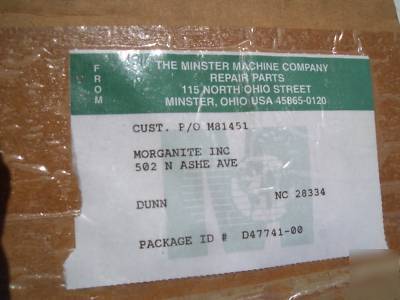 FROM
THE MINSTER MACHINE COMPANY
REPAIR PARTS
115 NORTH OHIO STREET
MINSTER, OHIO USA 45865-0120
CUST. P/O M81451
MORGANITE INC
502 N ASHE AVE
DUNN NC 28334
PACKAGE ID # D47741-00